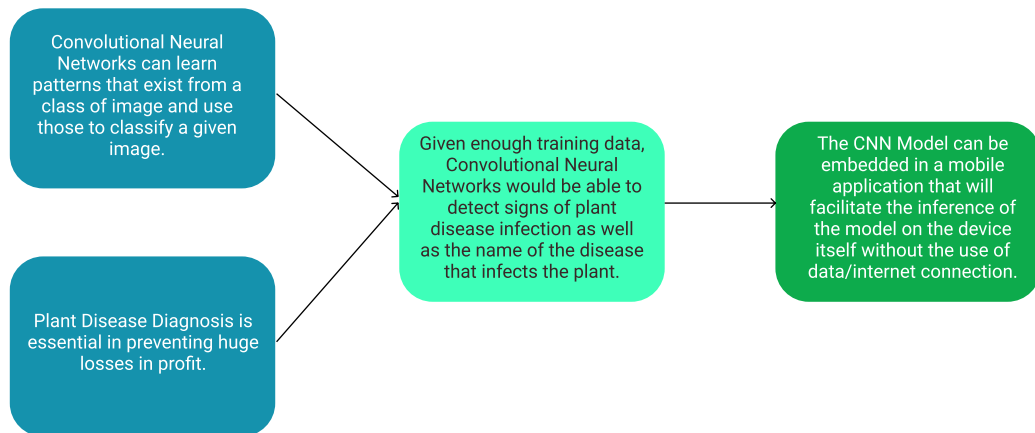 Convolutional Neural
Networks can learn
patterns that exist from a
class of image and use
those to classify a given
image.
Plant Disease Diagnosis is
essential in preventing huge
losses in profit.
Given enough training data,
Convolutional Neural
Networks would be able to
detect signs of plant
disease infection as well
as the name of the disease
that infects the plant.
The CNN Model can be
embedded in a mobile
application that will
facilitate the inference of
the model on the device
itself without the use of
data/internet connection.